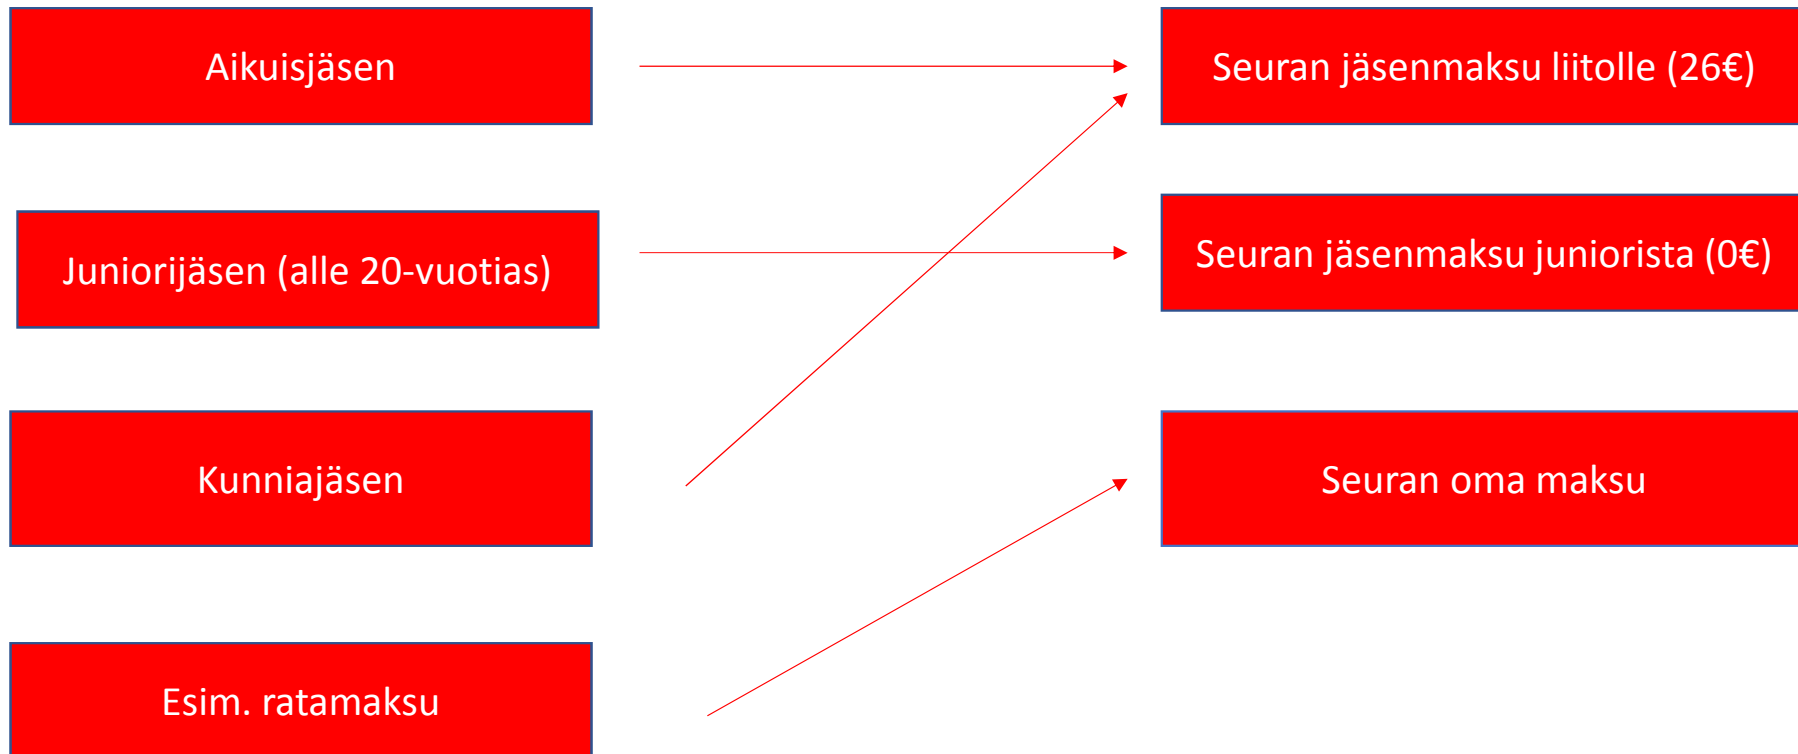 Aikuisjäsen
Seuran jäsenmaksu liitolle (26€)
Juniorijäsen (alle 20-vuotias)
Seuran jäsenmaksu juniorista (0€)
Kunniajäsen
Seuran oma maksu
Esim. ratamaksu